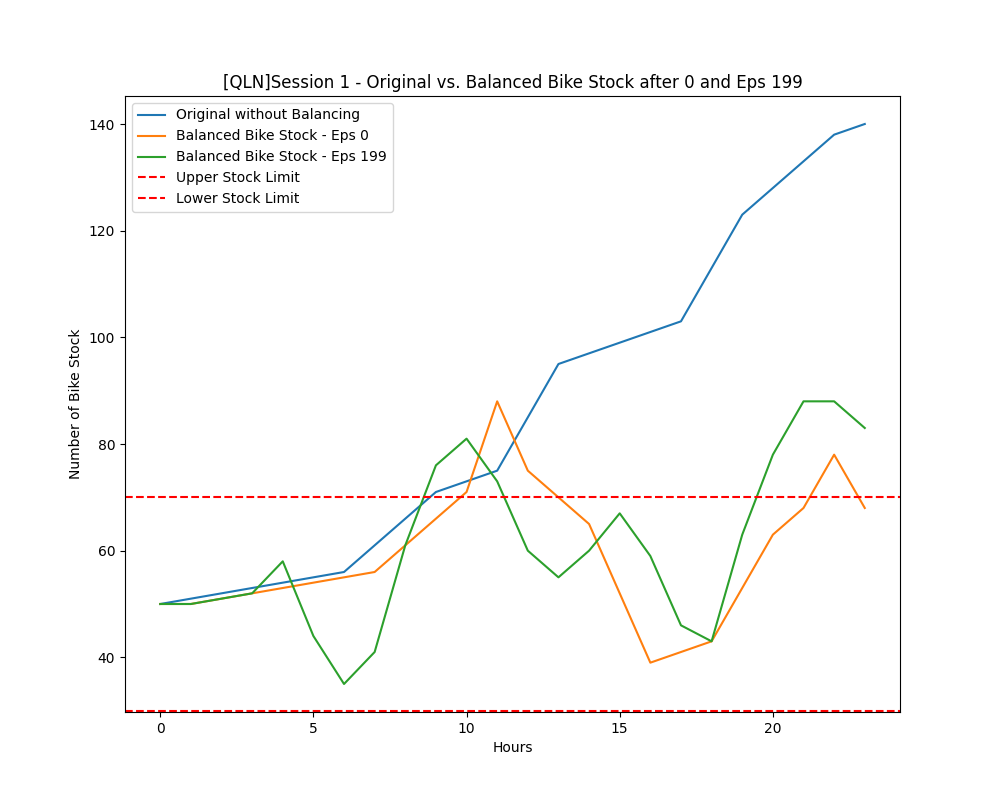 [QLN]Session 1 - Original vs. Balanced Bike Stock after 0 and Eps 199
Original without Balancing
Balanced Bike Stock - Eps 0
Balanced Bike Stock - Eps 199
Upper Stock Limit
Lower Stock Limit
140
120
100
80
60
40
Number of Bike Stock
0 5 10 15 20
Hours